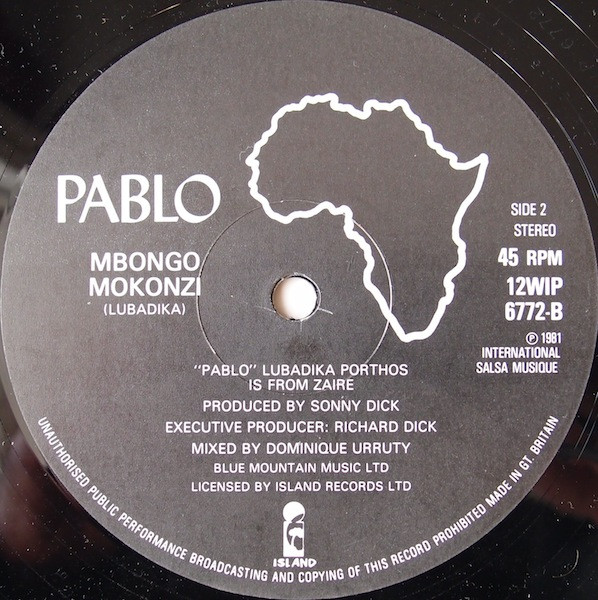 PABLO
MBONGO
MOKONZI
(LUBADIKA)
SIDE 2
STEREO
45 RPM
12WIP
6772-B
℗ 1981
INTERNATIONAL
SALSA MUSIQUE
"PABLO" LUBADIKA PORTHOS
IS FROM ZAIRE
PRODUCED BY SONNY DICK
EXECUTIVE PRODUCER: RICHARD DICK
MIXED BY DOMINIQUE URRUTY
BLUE MOUNTAIN MUSIC LTD
LICENSED BY ISLAND RECORDS LTD
ISLAND
UNAUTHORISED PUBLIC PERFORMANCE BROADCASTING AND COPYING OF THIS RECORD PROHIBITED MADE IN GT. BRITAIN